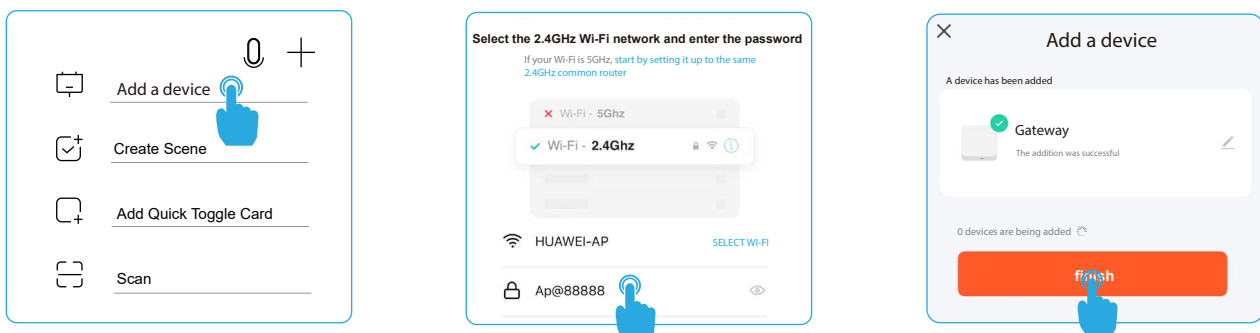 Add a device
Create Scene
Add Quick Toggle Card
Scan
Select the 2.4GHz Wi-Fi network and enter the password
If your Wi-Fi is 5GHz, start by setting it up to the same
2.4GHz common router
Wi-Fi - 5Ghz
Wi-Fi - 2.4Ghz
HUAWEI-AP SELECT WI-FI
Ap@88888
Add a device
A device has been added
Gateway
The addition was successful
0 devices are being added
finish